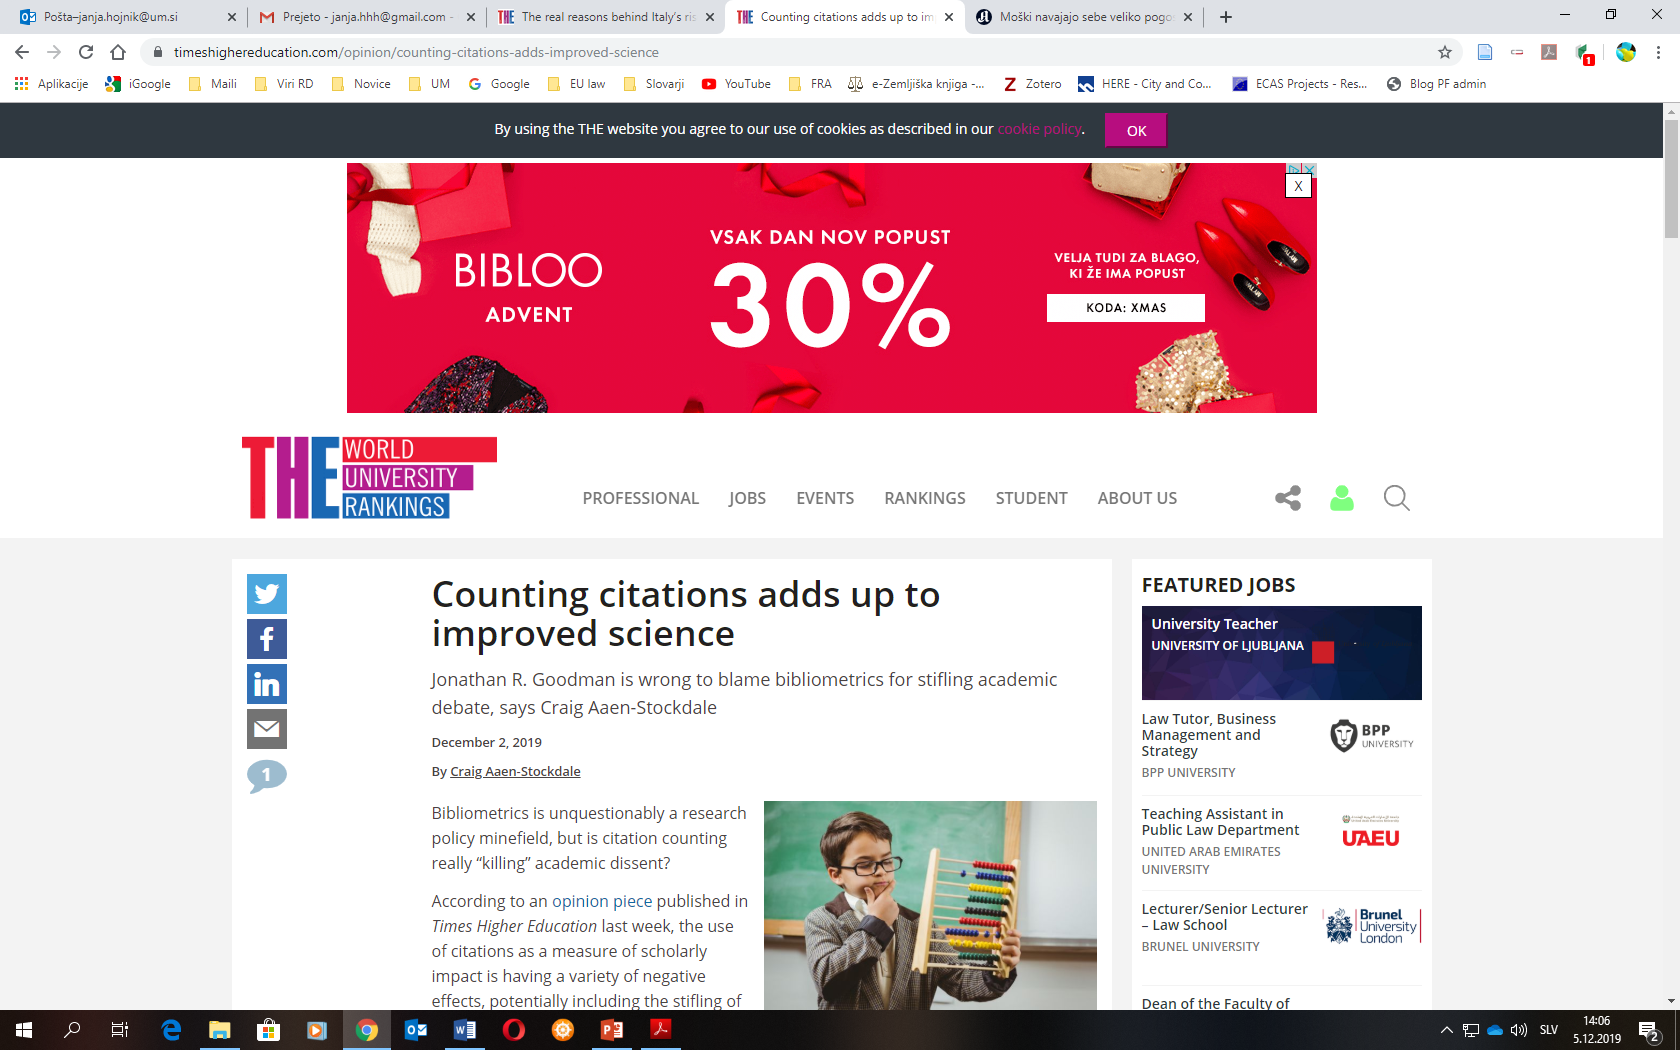 Pošta–janja.hojnik@um.si
Prejeto - janja.hhh@gmail.com -
The real reasons behind Italy's ris
Counting citations adds up to im
Moški navajajo sebe veliko pogo
timeshighereducation.com/opinion/counting-citations-adds-improved-science
1
Aplikacije
iGoogle
Maili
Viri RD
Novice
UM
Google
EU law
Slovarji
YouTube
FRA
e-Zemljiška knjiga -...
Zotero
HERE - City and Co...
ECAS Projects - Res...
Blog PF admin
By using the THE website you agree to our use of cookies as described in our cookie policy.
OK
X
BIBLOO
ADVENT
VSAK DAN NOV POPUST
30%
VELJA TUDI ZA BLAGO,
KI ŽE IMA POPUST
KODA: XMAS
THE WORLD
UNIVERSITY
RANKINGS
PROFESSIONAL JOBS EVENTS RANKINGS STUDENT ABOUT US
Counting citations adds up to
improved science
Jonathan R. Goodman is wrong to blame bibliometrics for stifling academic
debate, says Craig Aaen-Stockdale
December 2, 2019
By Craig Aaen-Stockdale
1
Bibliometrics is unquestionably a research
policy minefield, but is citation counting
really “killing” academic dissent?
According to an opinion piece published in
Times Higher Education last week, the use
of citations as a measure of scholarly
impact is having a variety of negative
effects, potentially including the stifling of
FEATURED JOBS
University Teacher
UNIVERSITY OF LJUBLJANA
Law Tutor, Business
Management and
Strategy
BPP UNIVERSITY
BPP
UNIVERSITY
Teaching Assistant in
Public Law Department
UNITED ARAB EMIRATES
UNIVERSITY
UAEU
Lecturer/Senior Lecturer
– Law School
BRUNEL UNIVERSITY
Brunel
University
London
Dean of the Faculty of
SLV
14:06
5.12.2019
2